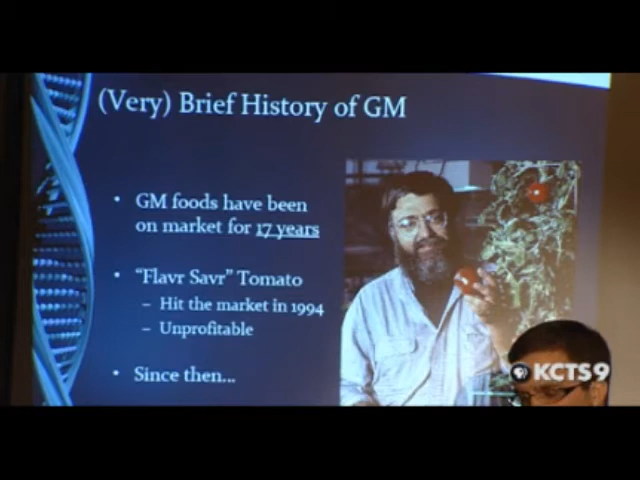 (Very) Brief History of GM
• GM foods have been
on market for 17 years
• “Flavr Savr” Tomato
– Hit the market in 1994
– Unprofitable
• Since then...
PBS KCTS9